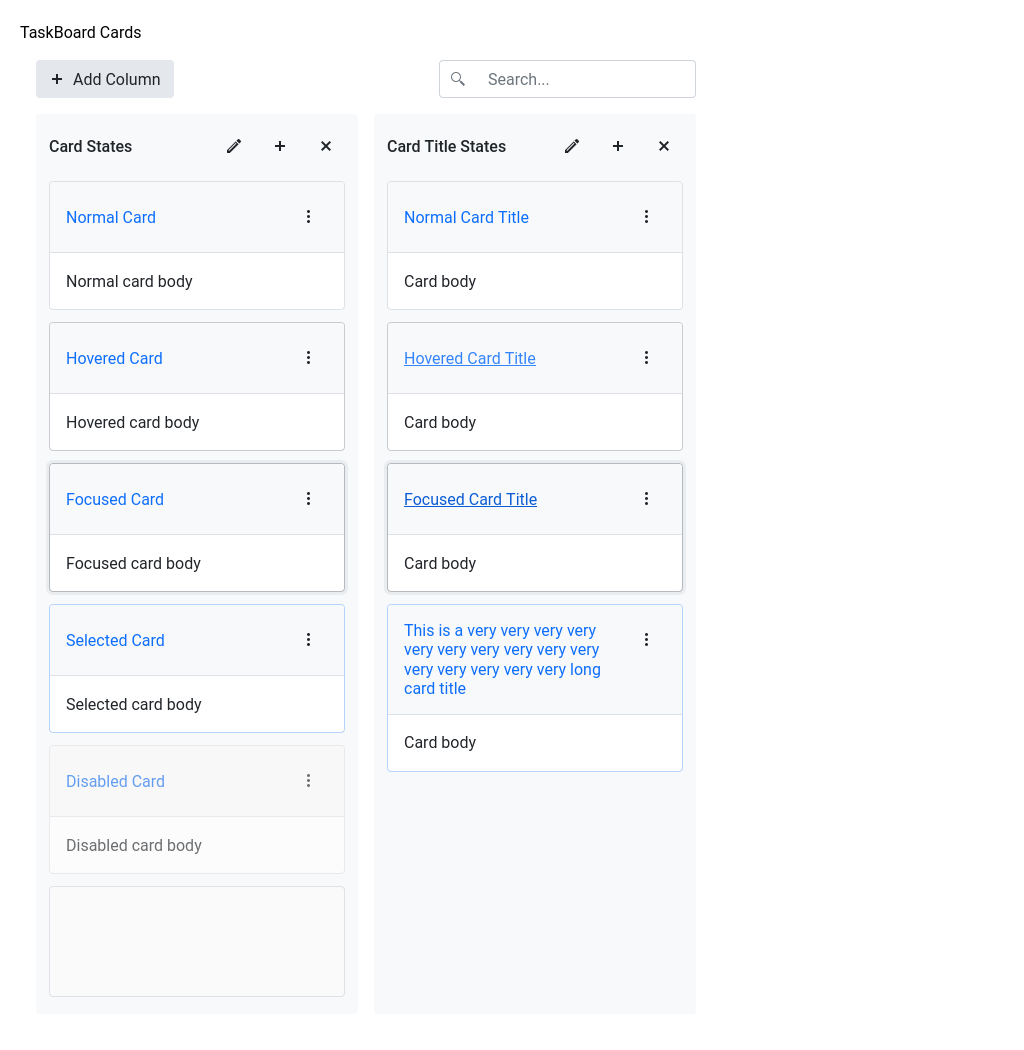 TaskBoard Cards
Add Column
Search...
Card States
Normal Card
Normal card body
Hovered Card
Hovered card body
Focused Card
Focused card body
Selected Card
Selected card body
Disabled Card
Disabled card body
Card Title States
Normal Card Title
Card body
Hovered Card Title
Card body
Focused Card Title
Card body
This is a very very very very
very very very very very very
very very very very very long
card title
Card body